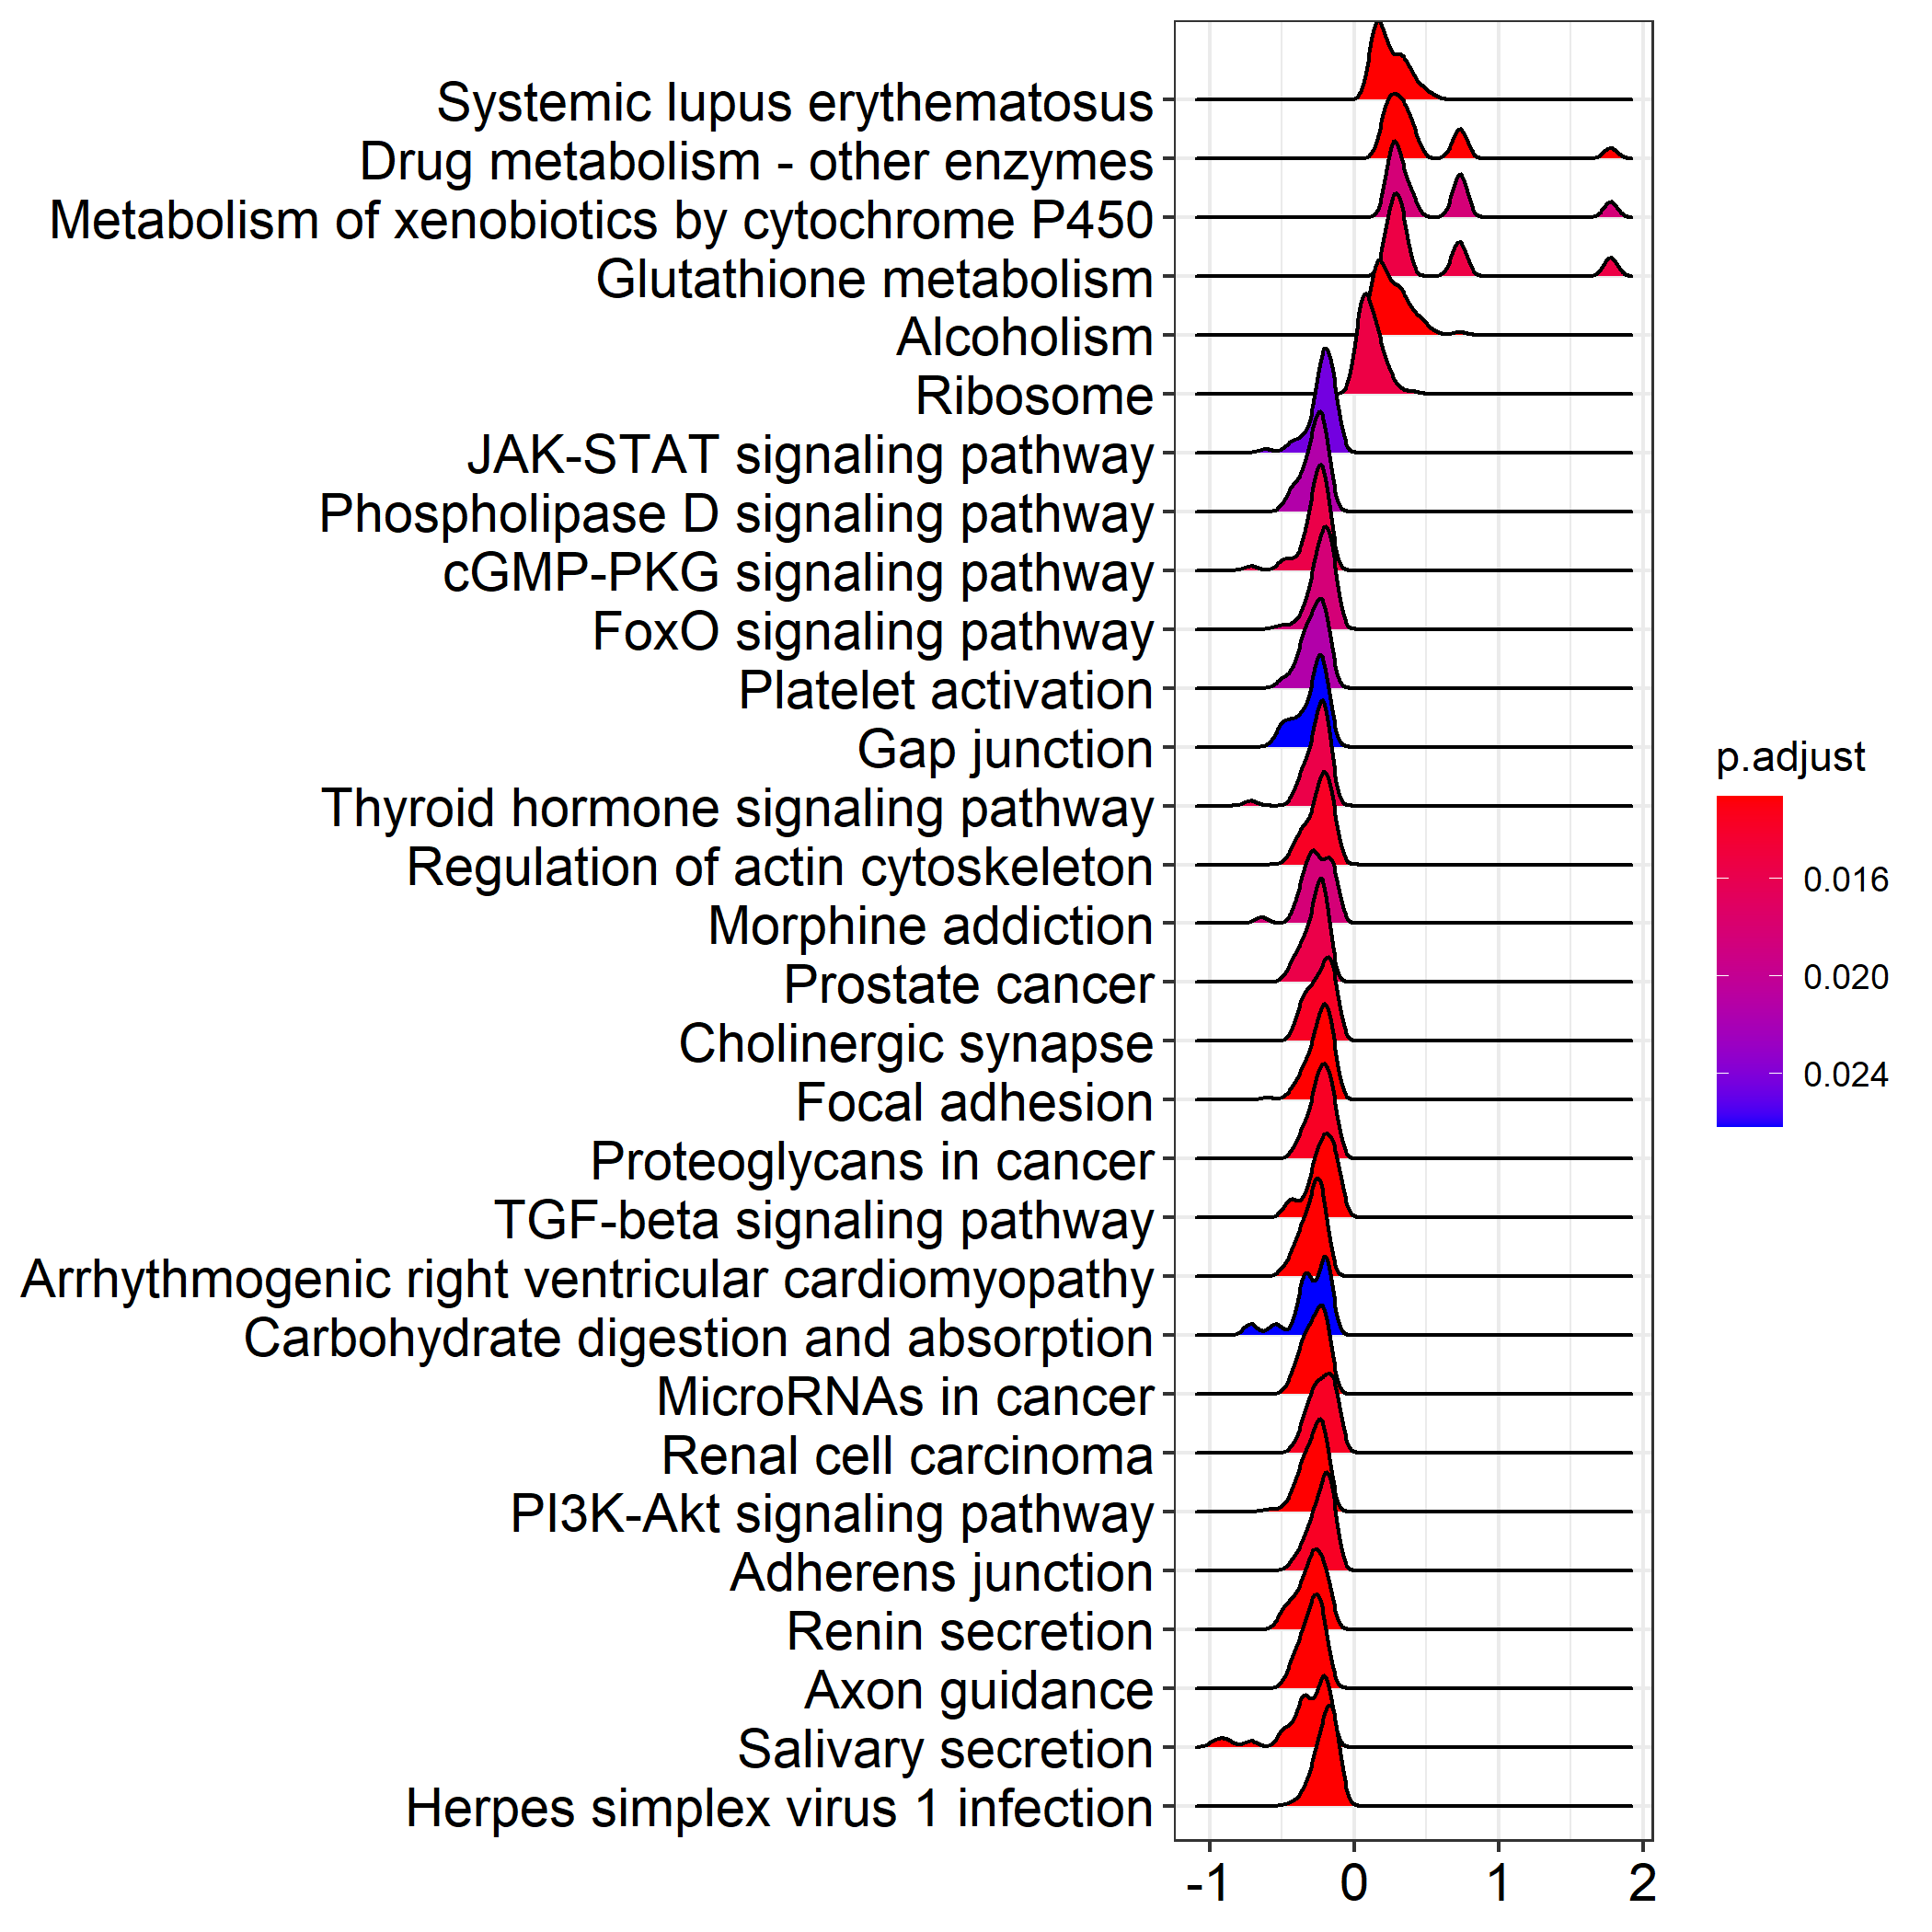 Systemic lupus erythematosus
Drug metabolism - other enzymes
Metabolism of xenobiotics by cytochrome P450
Glutathione metabolism
Alcoholism
Ribosome
JAK-STAT signaling pathway
Phospholipase D signaling pathway
cGMP-PKG signaling pathway
FoxO signaling pathway
Platelet activation
Gap junction
Thyroid hormone signaling pathway
Regulation of actin cytoskeleton
Morphine addiction
Prostate cancer
Cholinergic synapse
Focal adhesion
Proteoglycans in cancer
TGF-beta signaling pathway
Arrhythmogenic right ventricular cardiomyopathy
Carbohydrate digestion and absorption
MicroRNAs in cancer
Renal cell carcinoma
PI3K-Akt signaling pathway
Adherens junction
Renin secretion
Axon guidance
Salivary secretion
Herpes simplex virus 1 infection
-1 0 1 2
p.adjust
0.016
0.020
0.024